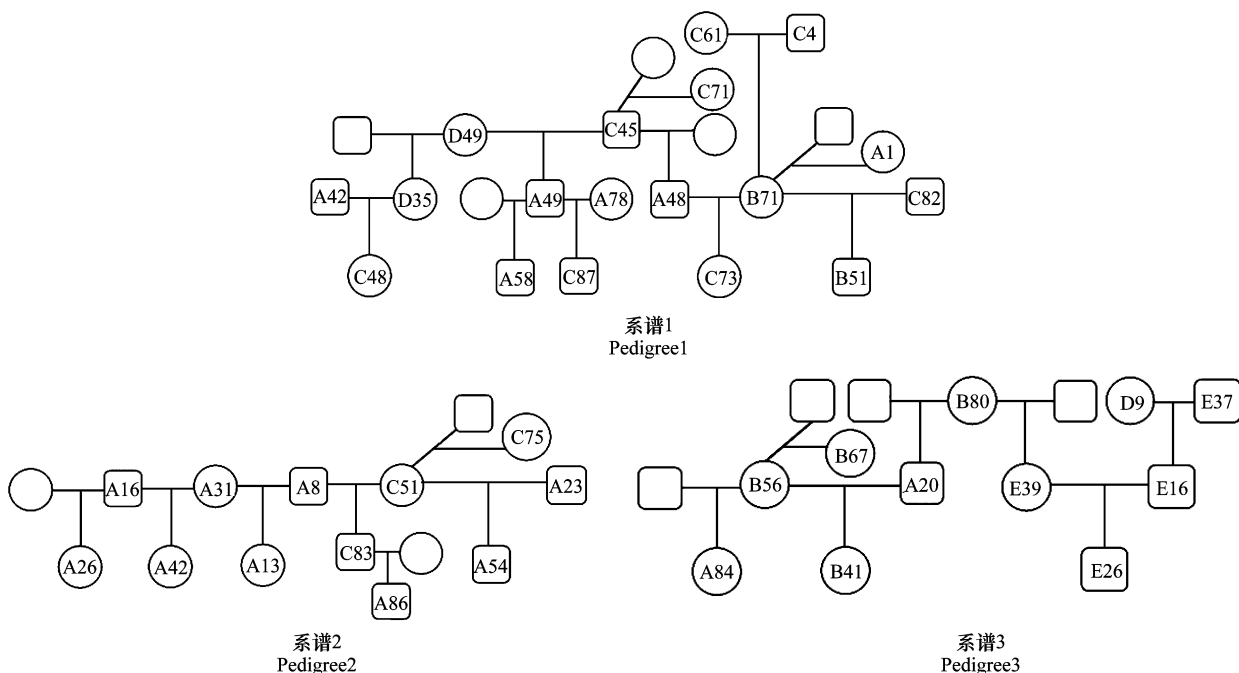 C61
C4
C71
D49
C45
A1
A42
D35
A49
A78
A48
B71
C82
C48
A58
C87
C73
B51
系谱1
Pedigree1
C75
A16
A31
A8
C51
A23
A26
A42
A13
C83
A54
A86
系谱2
Pedigree2
B80
D9
E37
B67
B56
A20
E39
E16
A84
B41
E26
系谱3
Pedigree3